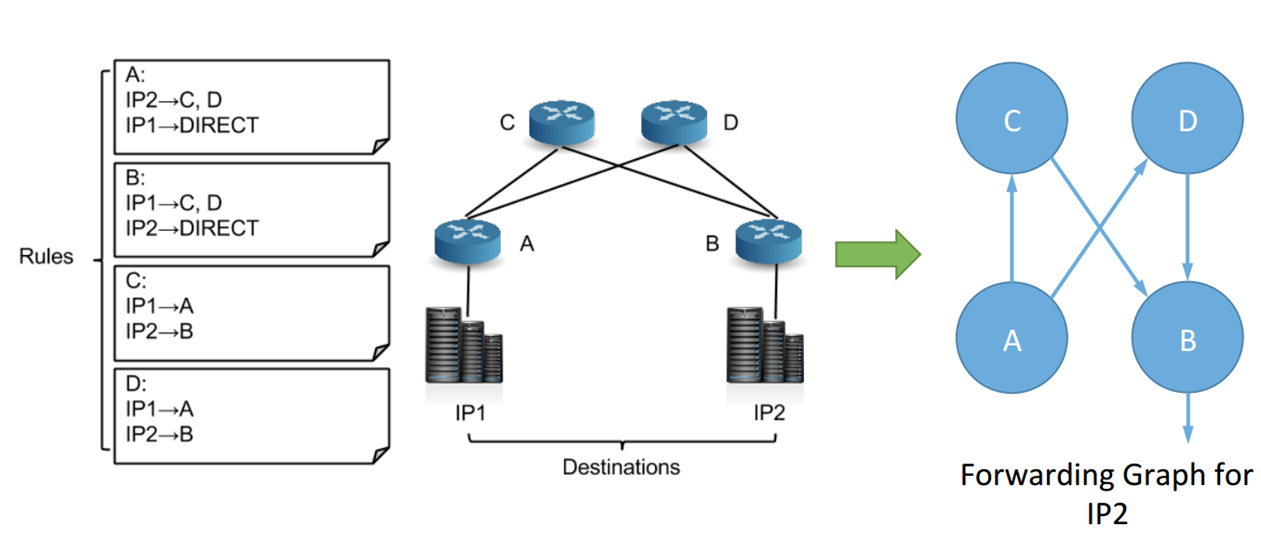 Rules
A:
IP2→C, D
IP1→DIRECT
B:
IP1→C, D
IP2→DIRECT
C:
IP1→A
IP2→B
D:
IP1→A
IP2→B
C
D
A
B
IP1
IP2
Destinations
C
D
A
B
Forwarding Graph for
IP2